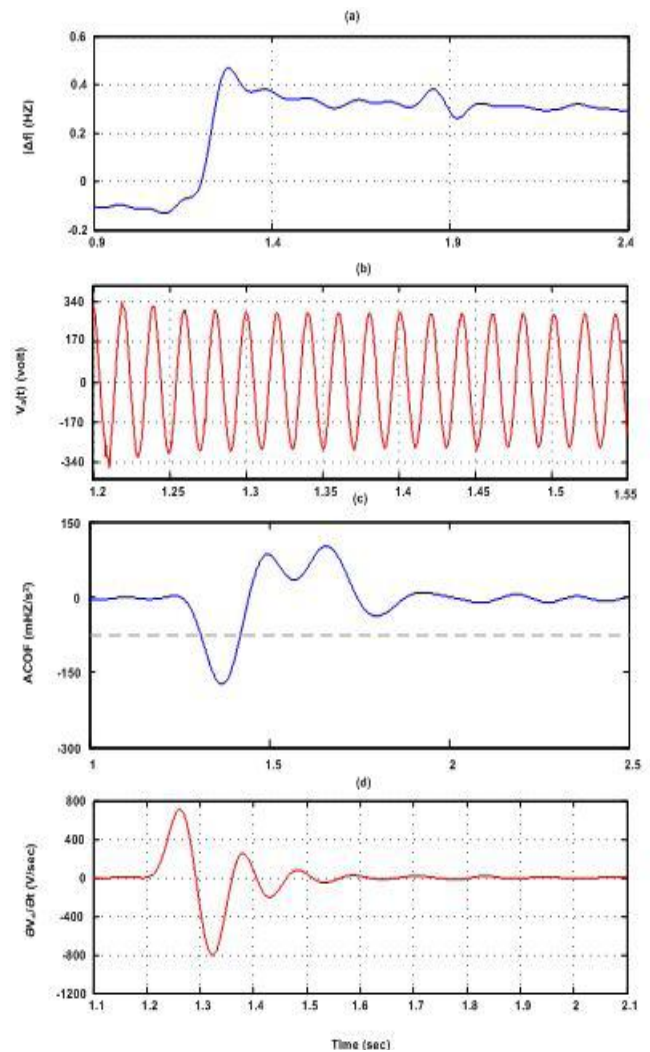 (a)
|Δf| (HZ)
0.6
0.4
0.2
0
-0.2
0.9 1.4 1.9 2.4
(b)
Vₐ(t) (volt)
340
170
0
-170
-340
1.2 1.25 1.3 1.35 1.4 1.45 1.5 1.55
(c)
ACOF (mHZ/s²)
150
0
-150
-300
1 1.5 2 2.5
(d)
(V/sec)
800
400
0
-400
-800
-1200
1.1 1.2 1.3 1.4 1.5 1.6 1.7 1.8 1.9 2 2.1
Time (sec)